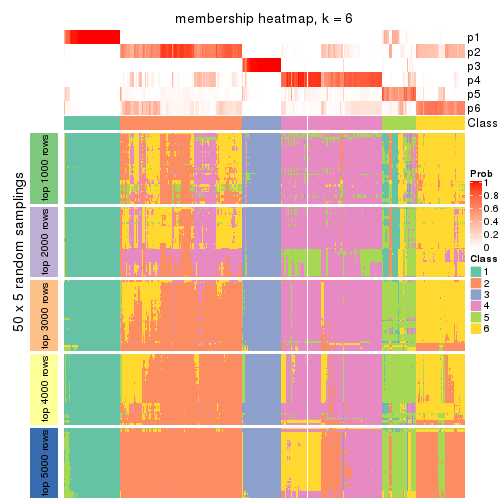 membership heatmap, k = 6
p1
p2
p3
p4
p5
p6
Class
50 x 5 random samplings
top 1000 rows
top 2000 rows
top 3000 rows
top 4000 rows
top 5000 rows
Prob
1
0.8
0.6
0.4
0.2
0
Class
1
2
3
4
5
6